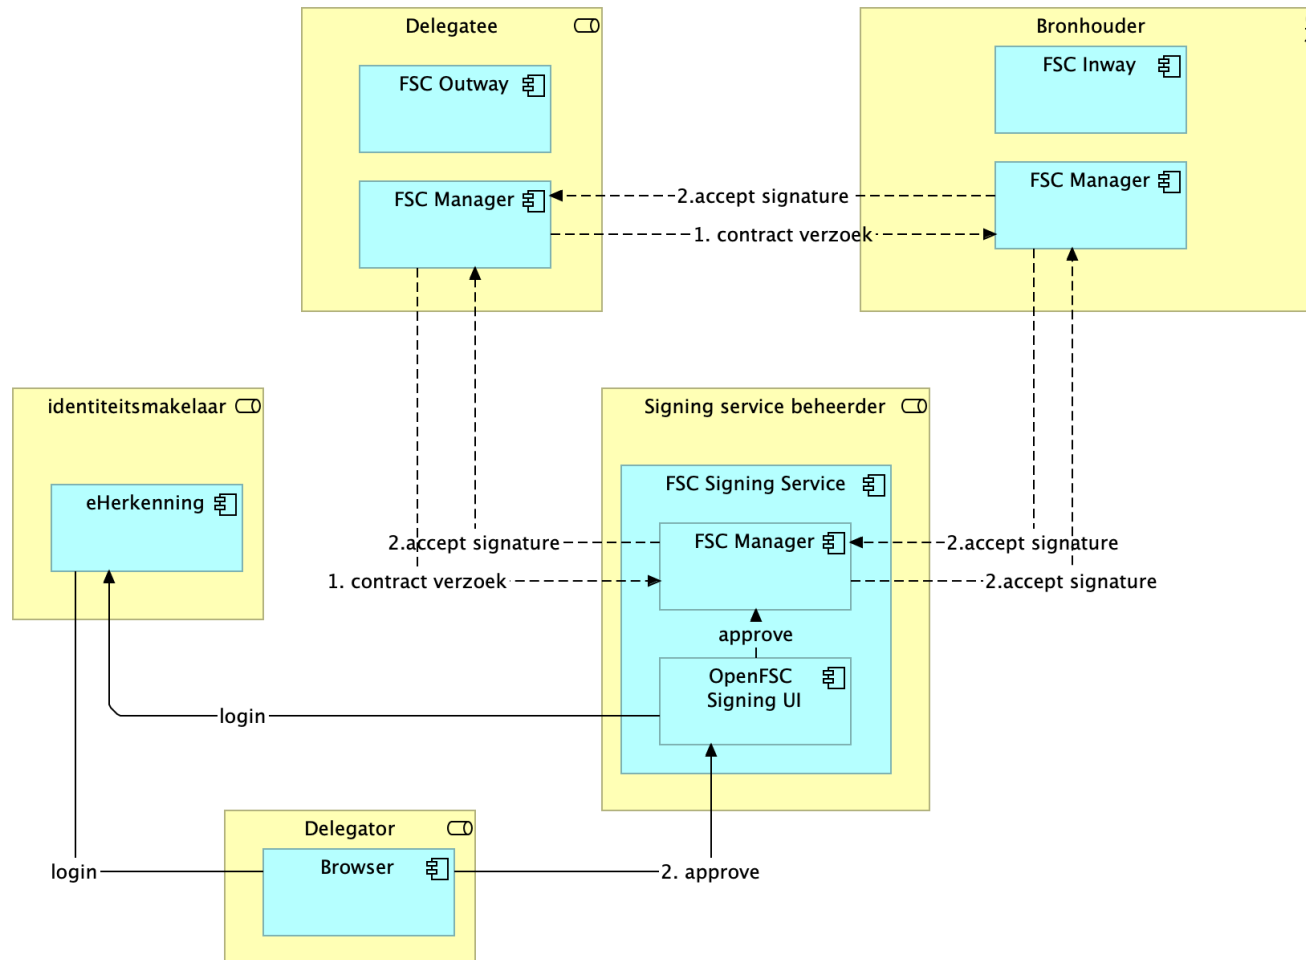 Delegatee
Bronhouder
FSC Outway
FSC Inway
FSC Manager
FSC Manager
2.accept signature
1. contract verzoek
identiteitsmakelaar
Signing service beheerder
eHerkenning
FSC Signing Service
FSC Manager
2.accept signature
2.accept signature
1. contract verzoek
2.accept signature
approve
OpenFSC
Signing UI
login
Delegator
Browser
login
2. approve